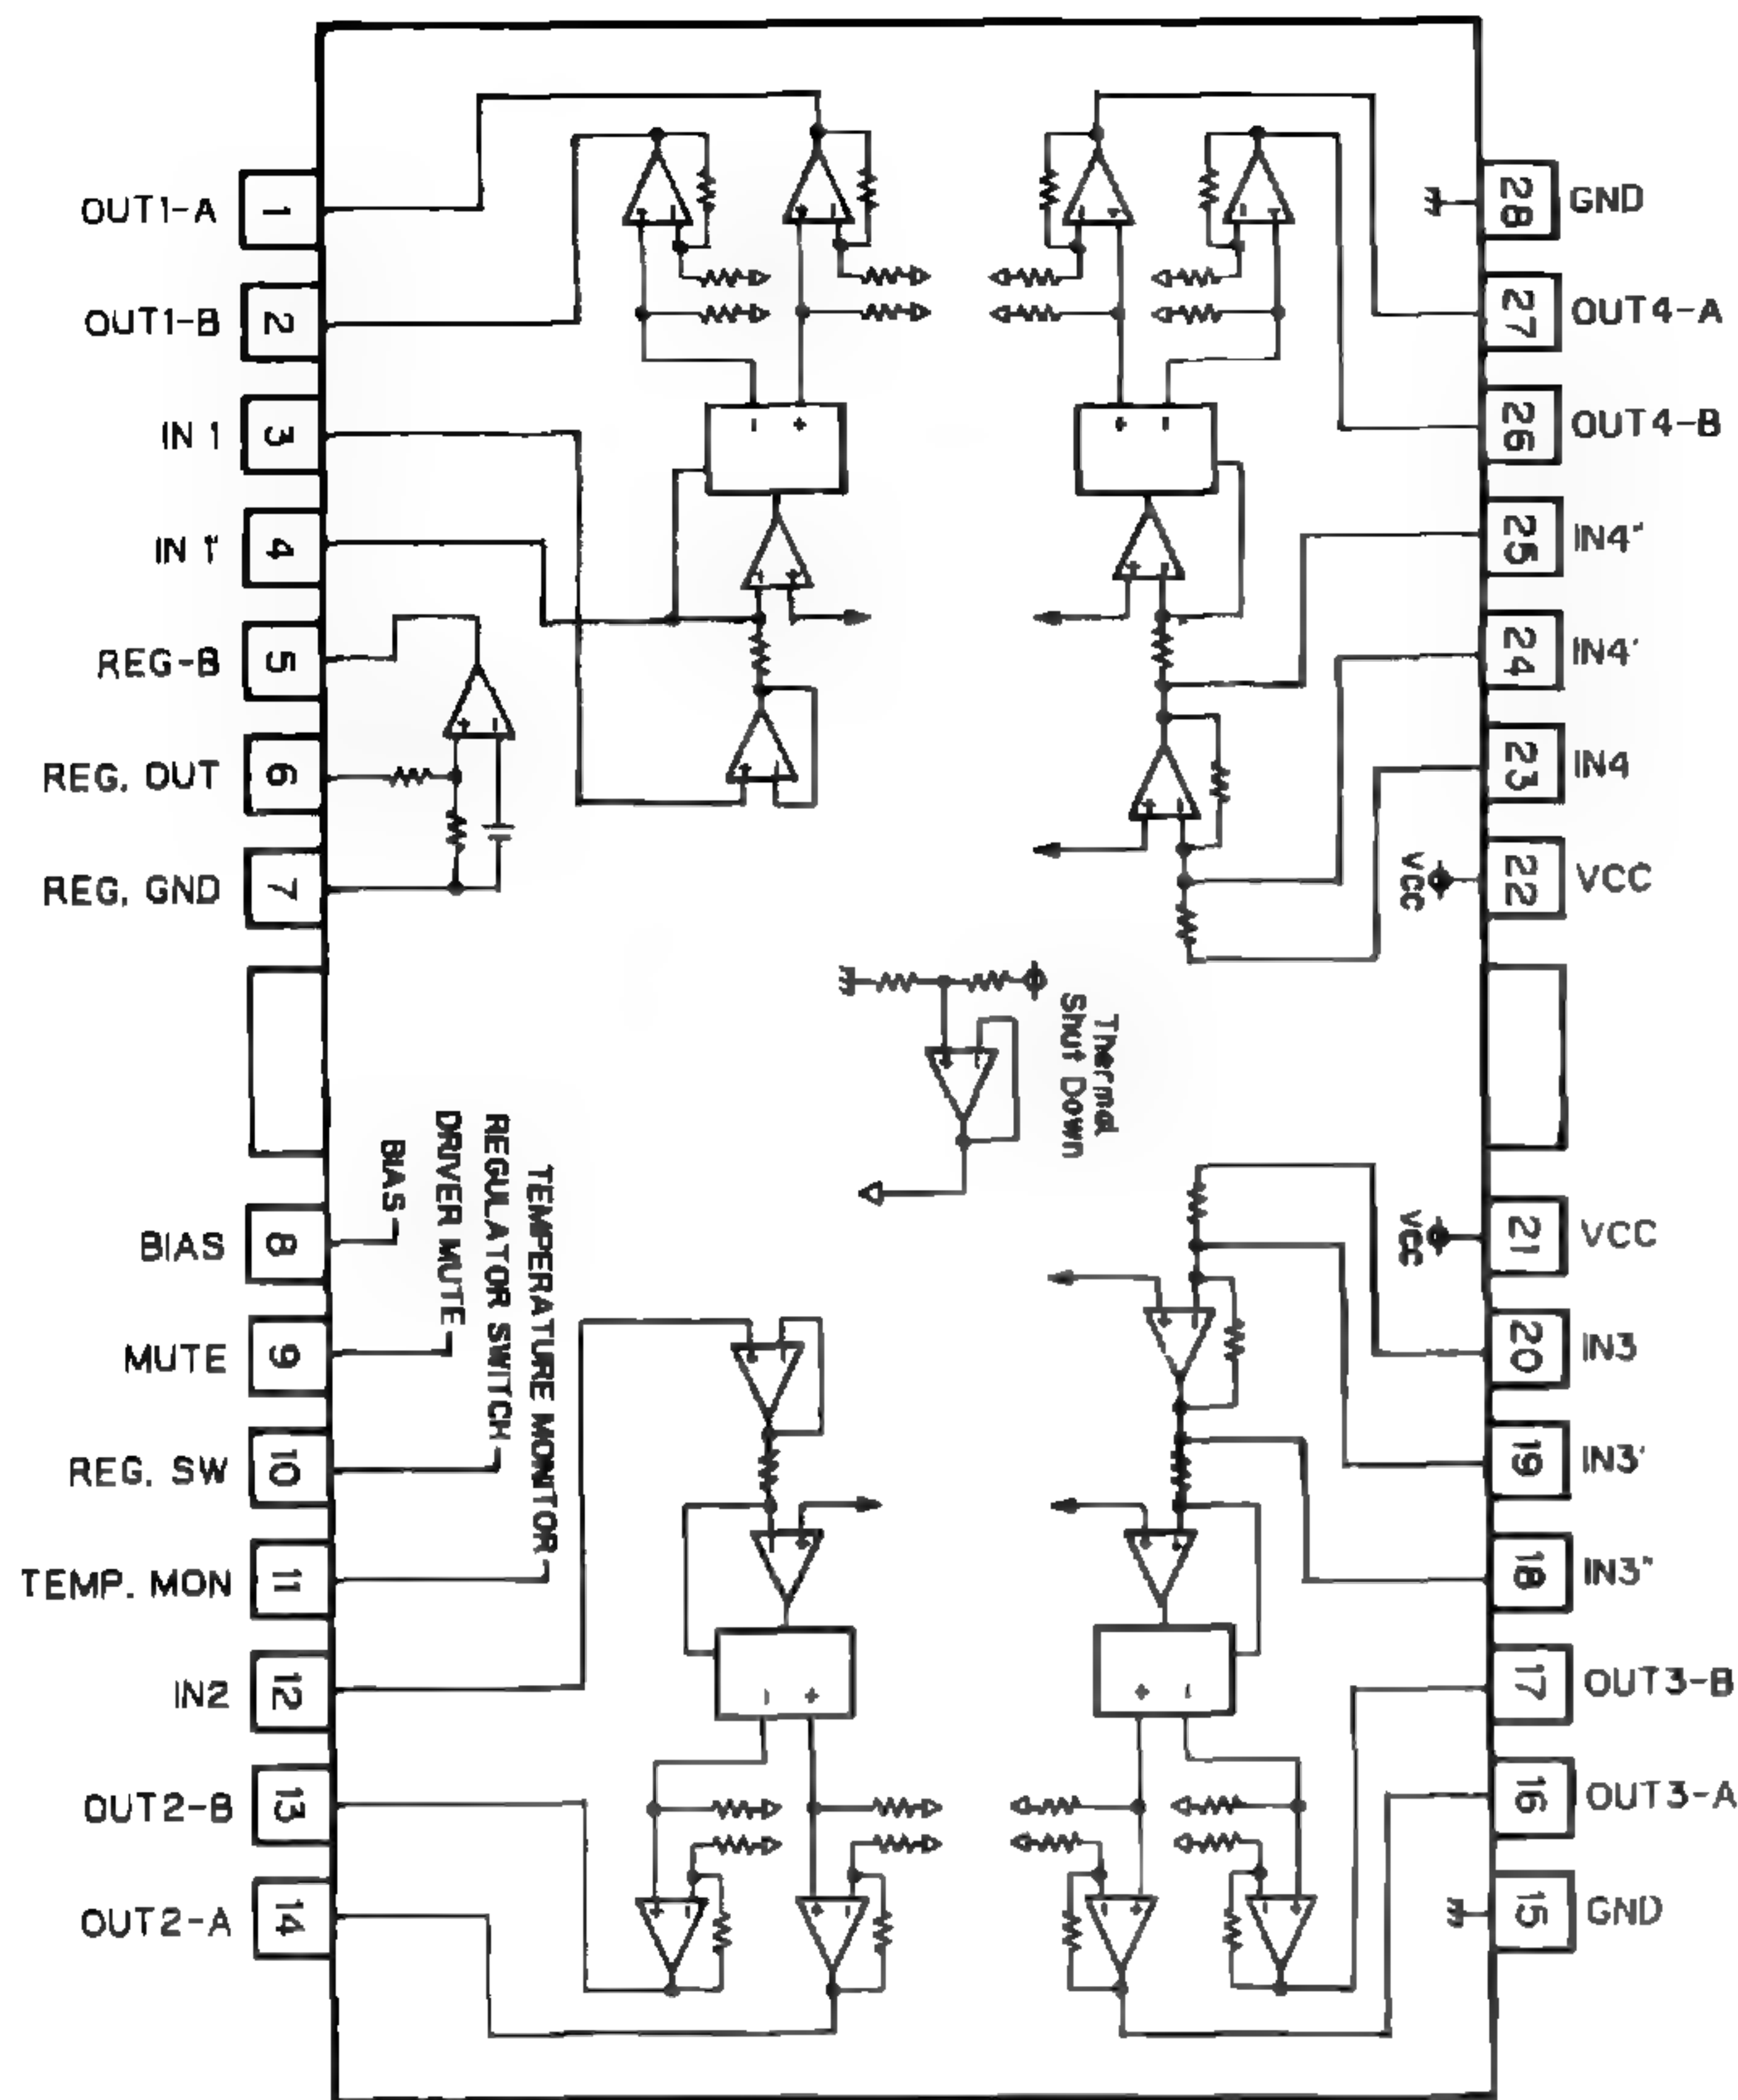 OUT1-A 1
OUT1-B 2
IN 1 3
IN 1' 4
REG-B 5
REG. OUT 6
REG. GND 7
BIAS 8
MUTE 9
REG. SW 10
TEMP. MON 11
IN2 12
OUT2-B 13
OUT2-A 14
BIAS
DRIVER MUTE
REGULATOR SWITCH
TEMPERATURE MONITOR
Thermal
Shut Down
VCC
VCC
28 GND
27 OUT4-A
26 OUT4-B
25 IN4"
24 IN4'
23 IN4
22 VCC
21 VCC
20 IN3
19 IN3'
18 IN3"
17 OUT3-B
16 OUT3-A
15 GND